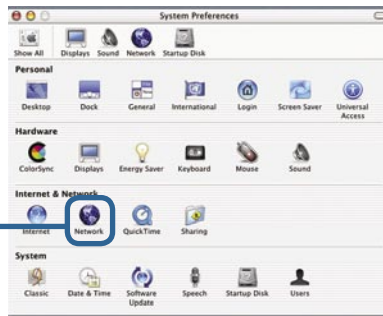 System Preferences
Show All Displays Sound Network Startup Disk
Personal
Desktop Dock General International Login Screen Saver Universal Access
Hardware
ColorSync Displays Energy Saver Keyboard Mouse Sound
Internet & Network
Internet Network QuickTime Sharing
System
Classic Date & Time Software Update Speech Startup Disk Users